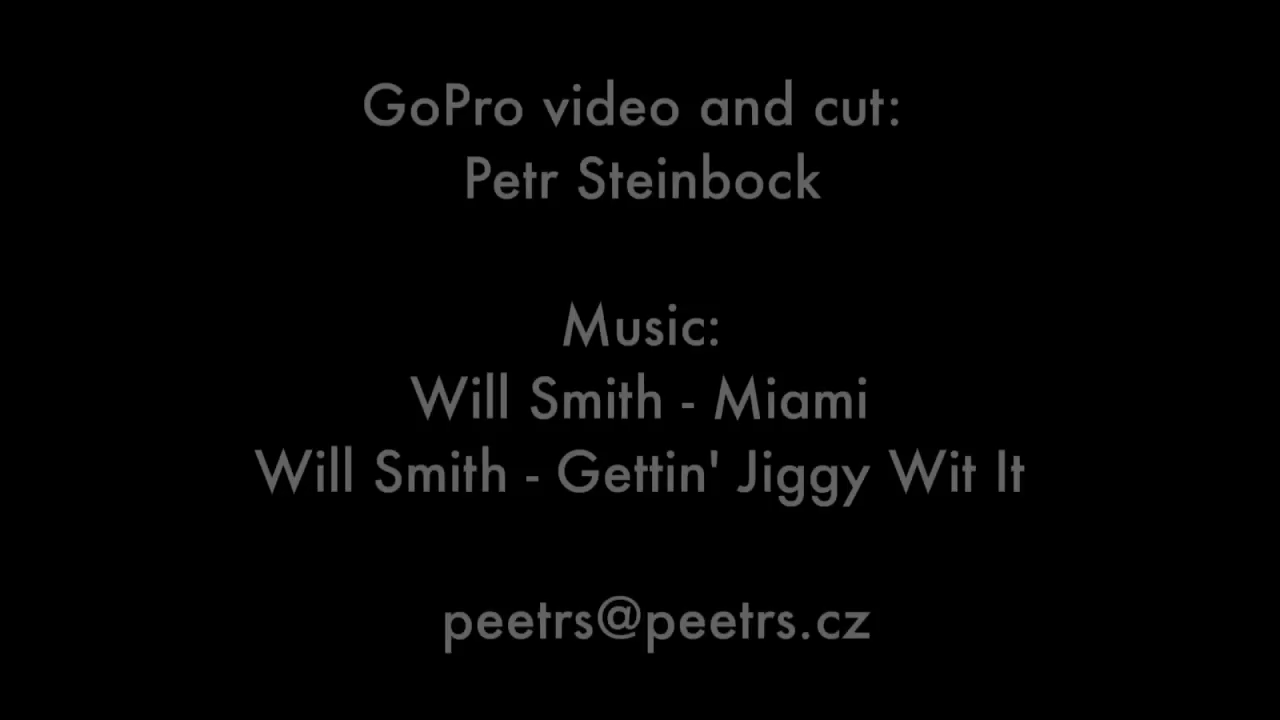 GoPro video and cut:
Petr Steinbock
Music:
Will Smith - Miami
Will Smith - Gettin' Jiggy Wit It
peetrs@peetrs.cz